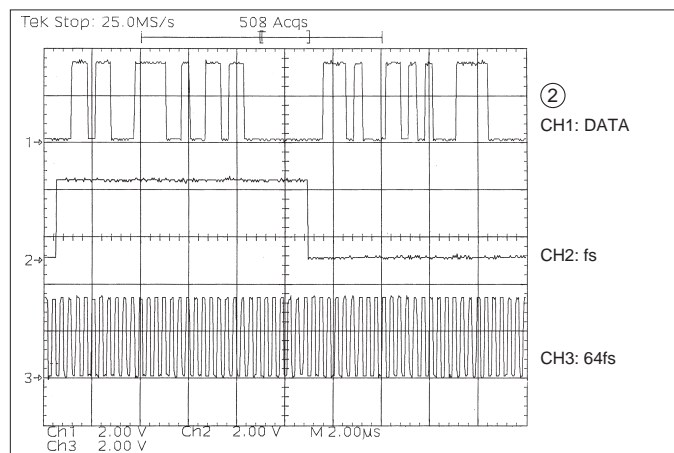 Tek Stop: 25.0MS/s 508 Acqs
②
CH1: DATA
1
CH2: fs
2
CH3: 64fs
3
Ch1 2.00 V Ch2 2.00 V M 2.00µs
Ch3 2.00 V